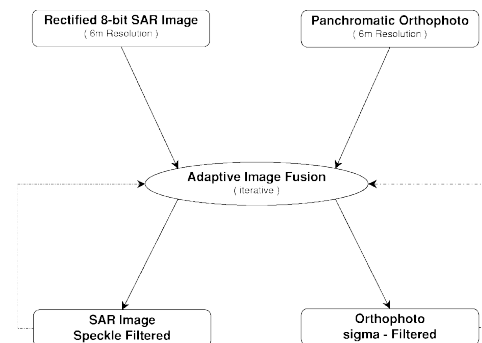 Rectified 8-bit SAR Image
( 6m Resolution )
Panchromatic Orthophoto
( 6m Resolution )
Adaptive Image Fusion
( iterative )
SAR Image
Speckle Filtered
Orthophoto
sigma - Filtered